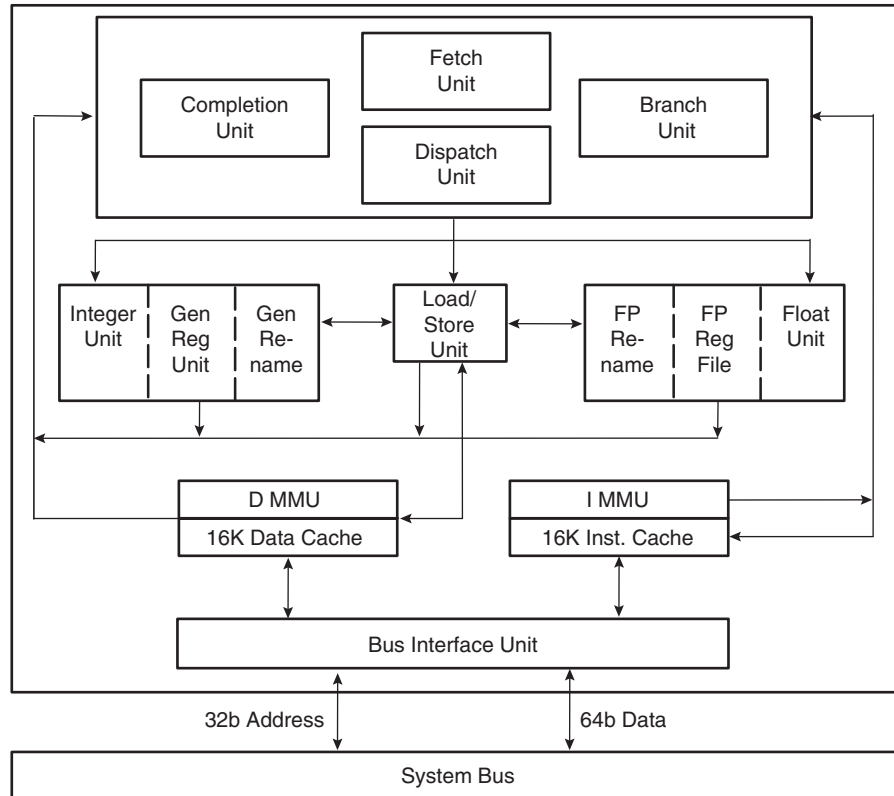 Fetch
Unit
Completion
Unit
Branch
Unit
Dispatch
Unit
Integer
Unit
Gen
Reg
Unit
Gen
Re-
name
Load/
Store
Unit
FP
Re-
name
FP
Reg
File
Float
Unit
D MMU
16K Data Cache
I MMU
16K Inst. Cache
Bus Interface Unit
32b Address
64b Data
System Bus